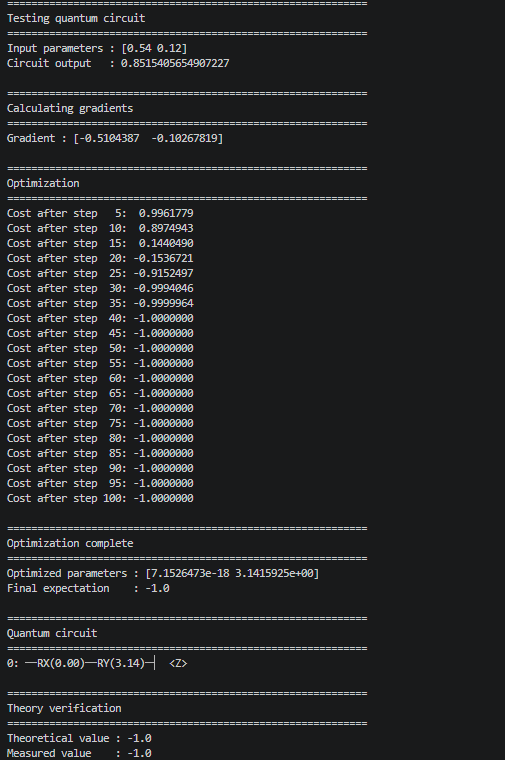 ============================================================
Testing quantum circuit
============================================================
Input parameters : [0.54 0.12]
Circuit output   : 0.8515405654907227

============================================================
Calculating gradients
============================================================
Gradient : [-0.5104387  -0.10267819]

============================================================
Optimization
============================================================
Cost after step   5:  0.9961779
Cost after step  10:  0.8974943
Cost after step  15:  0.1440490
Cost after step  20: -0.1536721
Cost after step  25: -0.9152497
Cost after step  30: -0.9994046
Cost after step  35: -0.9999964
Cost after step  40: -1.0000000
Cost after step  45: -1.0000000
Cost after step  50: -1.0000000
Cost after step  55: -1.0000000
Cost after step  60: -1.0000000
Cost after step  65: -1.0000000
Cost after step  70: -1.0000000
Cost after step  75: -1.0000000
Cost after step  80: -1.0000000
Cost after step  85: -1.0000000
Cost after step  90: -1.0000000
Cost after step  95: -1.0000000
Cost after step 100: -1.0000000

============================================================
Optimization complete
============================================================
Optimized parameters : [7.1526473e-18 3.1415925e+00]
Final expectation    : -1.0

============================================================
Quantum circuit
============================================================
0: ──RX(0.00)──RY(3.14)─┤  <Z>

============================================================
Theory verification
============================================================
Theoretical value : -1.0
Measured value    : -1.0